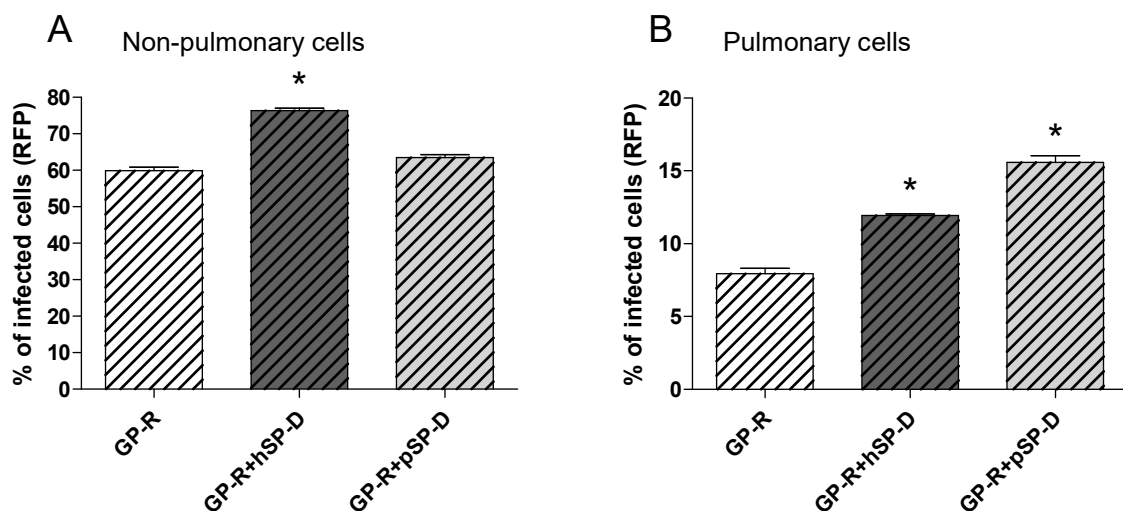 A
Non-pulmonary cells
% of infected cells (RFP)
80
70
60
50
40
30
20
10
0
*
GP-R
GP-R+hSP-D
GP-R+pSP-D
B
Pulmonary cells
% of infected cells (RFP)
20
15
10
5
0
*
*
GP-R
GP-R+hSP-D
GP-R+pSP-D